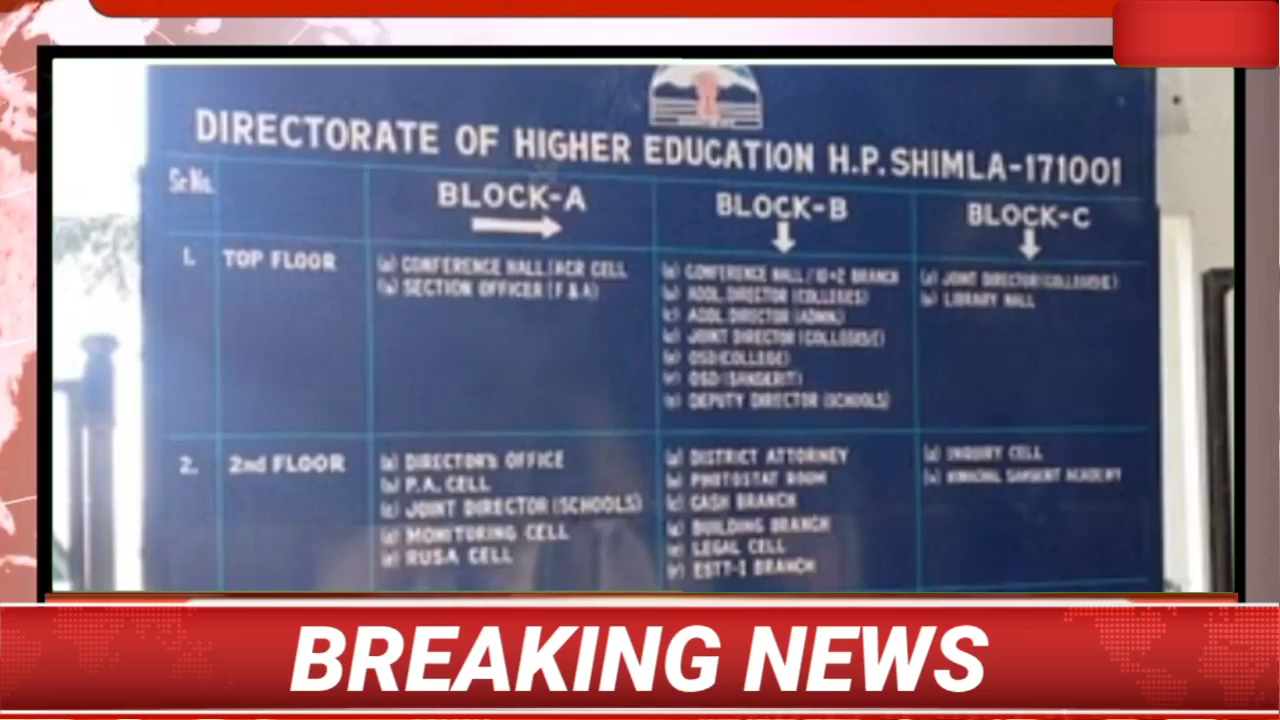 DIRECTORATE OF HIGHER EDUCATION H.P. SHIMLA-171001
Sr No.
BLOCK-A
BLOCK-B
BLOCK-C
1. TOP FLOOR
(a) CONFERENCE HALL/ACR CELL
(b) SECTION OFFICER (F & A)
(a) CONFERENCE HALL/10+2 BRANCH
(b) ADDL. DIRECTOR (COLLEGES)
(c) ADDL. DIRECTOR (ADMN)
(d) JOINT DIRECTOR
(e) OSD (COLLEGE)
(f) OSD
(g) DEPUTY DIRECTOR (SCHOOLS)
(a) JOINT DIRECTOR
(b) LIBRARY HALL
2. 2nd FLOOR
(a) DIRECTOR's OFFICE
(b) P.A. CELL
(c) JOINT DIRECTOR (SCHOOLS)
(d) MONITORING CELL
(e) RUSA CELL
(a) DISTRICT ATTORNEY
(b) PHOTOSTAT ROOM
(c) CASH BRANCH
(d) BUILDING BRANCH
(e) LEGAL CELL
(f) ESTT-I BRANCH
(a) INQUIRY CELL
(b) ACADEMY
BREAKING NEWS